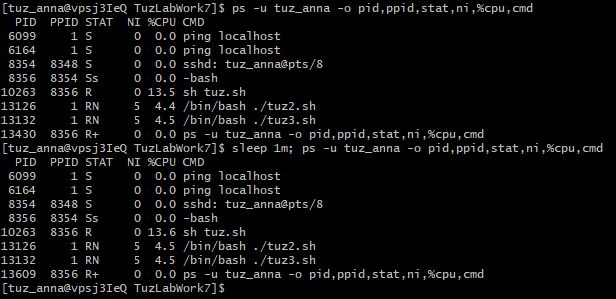 [tuz_anna@vpsj3IeQ TuzLabWork7]$ ps -u tuz_anna -o pid,ppid,stat,ni,%cpu,cmd
  PID  PPID STAT  NI %CPU CMD
 6099     1 S      0  0.0 ping localhost
 6164     1 S      0  0.0 ping localhost
 8354  8348 S      0  0.0 sshd: tuz_anna@pts/8
 8356  8354 Ss     0  0.0 -bash
10263  8356 R      0 13.5 sh tuz.sh
13126     1 RN     5  4.4 /bin/bash ./tuz2.sh
13132     1 RN     5  4.5 /bin/bash ./tuz3.sh
13430  8356 R+     0  0.0 ps -u tuz_anna -o pid,ppid,stat,ni,%cpu,cmd
[tuz_anna@vpsj3IeQ TuzLabWork7]$ sleep 1m; ps -u tuz_anna -o pid,ppid,stat,ni,%cpu,cmd
  PID  PPID STAT  NI %CPU CMD
 6099     1 S      0  0.0 ping localhost
 6164     1 S      0  0.0 ping localhost
 8354  8348 S      0  0.0 sshd: tuz_anna@pts/8
 8356  8354 Ss     0  0.0 -bash
10263  8356 R      0 13.6 sh tuz.sh
13126     1 RN     5  4.5 /bin/bash ./tuz2.sh
13132     1 RN     5  4.5 /bin/bash ./tuz3.sh
13609  8356 R+     0  0.0 ps -u tuz_anna -o pid,ppid,stat,ni,%cpu,cmd
[tuz_anna@vpsj3IeQ TuzLabWork7]$